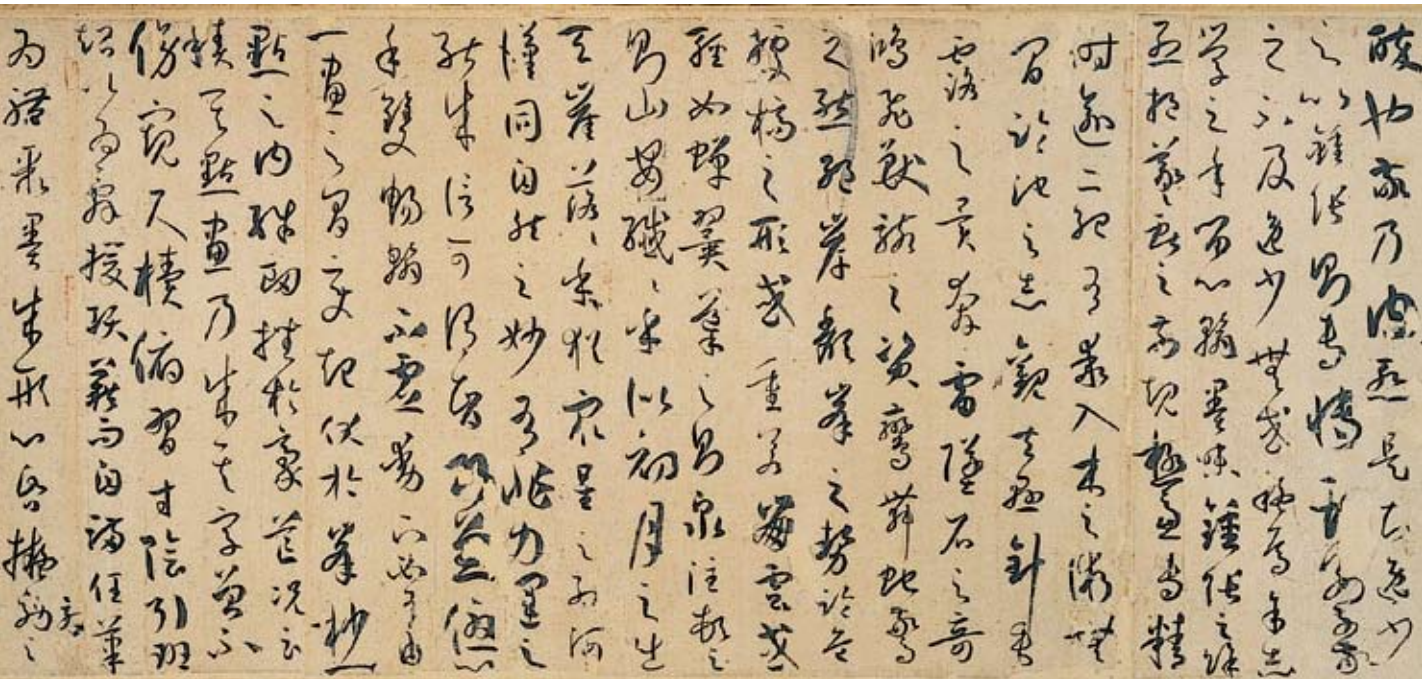 醉也敬乃內慚是知逸少
之比鍾張則專博斯別子敬
之不及逸少無或疑焉余志
學之年留心翰墨味鍾張之餘
烈挹羲獻之前規極慮專精
時逾二紀有乖入木之術無
間臨池之志觀夫懸針垂
露之異奔雷墜石之奇
鴻飛獸駭之資鸞舞蛇驚
之態絕岸頹峯之勢臨危
據槁之形或重若崩雲或
輕如蟬翼導之則泉注頓之
則山安纖〻乎似初月之出
天崖落〻乎猶眾星之列河
漢同自然之妙有非力運之
能成信可謂智巧兼優心
手雙暢翰不虛動下必有由
一畫之間變起伏於峯杪一
點之內殊衄挫於豪芒況云
積其點畫乃成其字曾不
傍窺尺牘俯習寸陰引班
超以為辭援項籍而自滿任筆
為體聚墨成形心昏擬效之